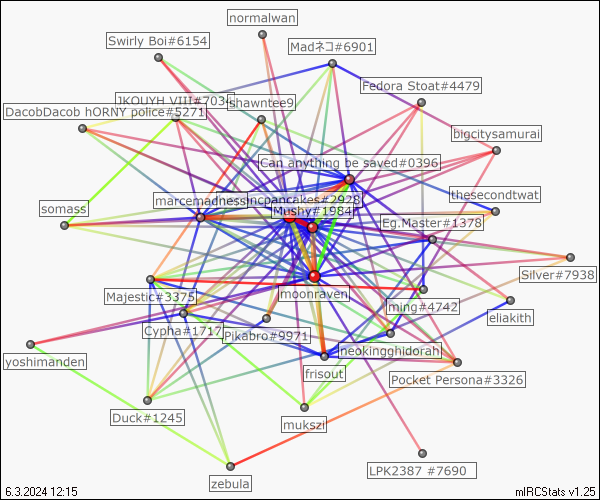 normalwan
Swirly Boi#6154
Madネコ#6901
Fedora Stoat#4479
JKOUYH VIII#7034
shawntee9
DacobDacob hORNY police#5271
bigcitysamurai
Can anything be saved#0396
thesecondtwat
marcemadness
incpancakes#2928
somass
Mushy#1984
Eg.Master#1378
Silver#7938
moonraven
Majestic#3375
ming#4742
eliakith
Cypha#1717
Pikabro#9971
neokingghidorah
yoshimanden
frisout
Pocket Persona#3326
Duck#1245
mukszi
LPK2387 #7690
zebula
6.3.2024 12:15
mIRCStats v1.25